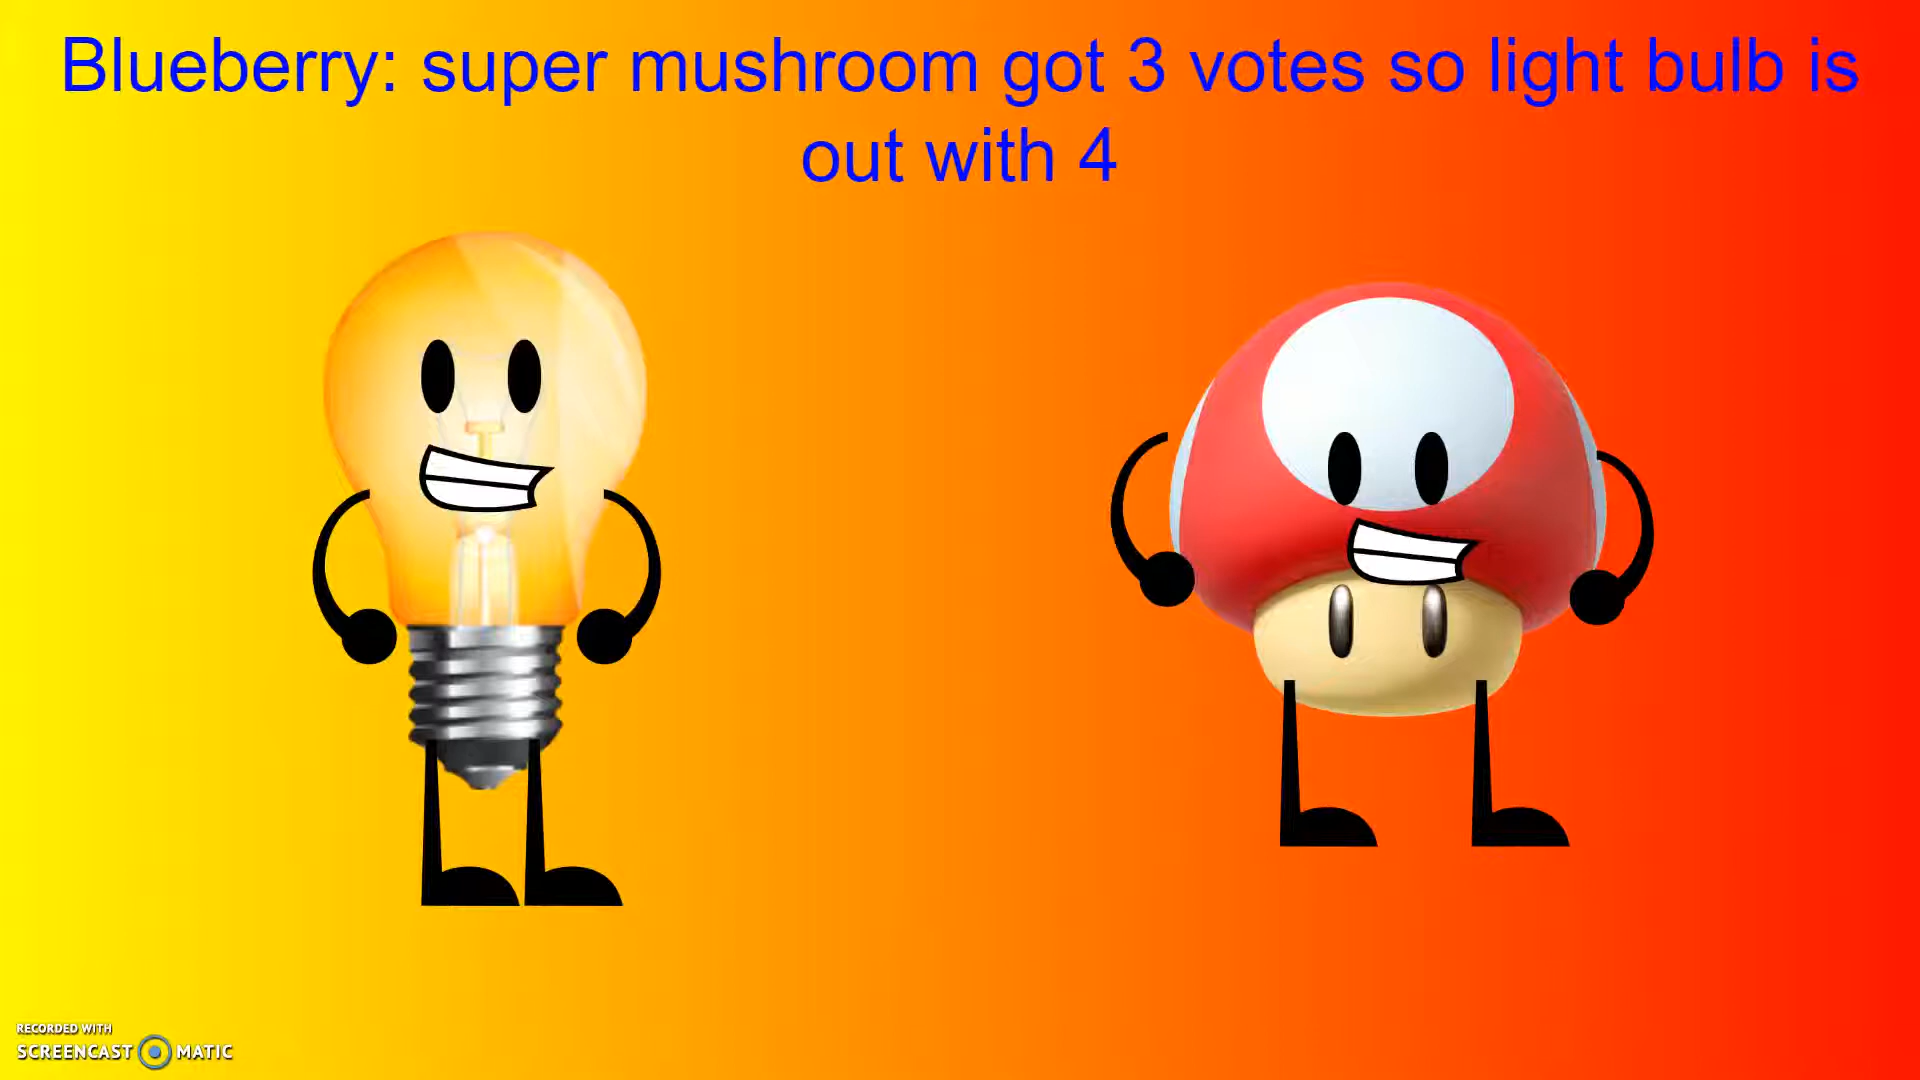 Blueberry: super mushroom got 3 votes so light bulb is
out with 4
RECORDED WITH
SCREENCAST MATIC